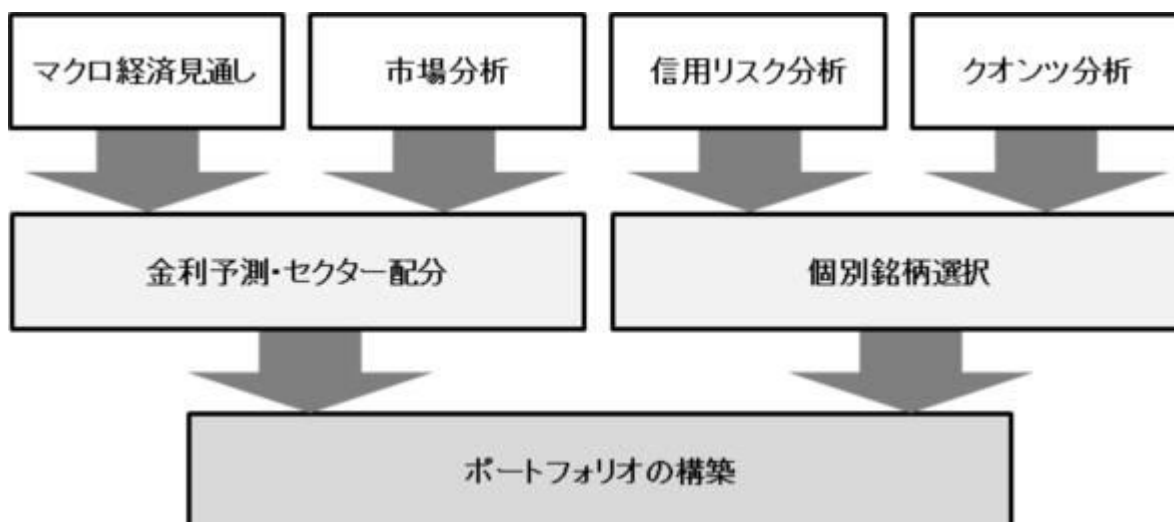 マクロ経済見通し
市場分析
信用リスク分析
クオンツ分析
金利予測・セクター配分
個別銘柄選択
ポートフォリオの構築